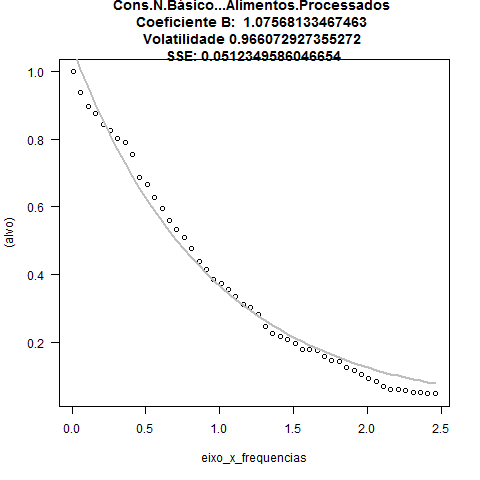 Cons.N.Básico...Alimentos.Processados
Coeficiente B:  1.07568133467463
Volatilidade 0.966072927355272
SSE: 0.0512349586046654
1.0
0.8
0.6
0.4
0.2
(alvo)
0.0 0.5 1.0 1.5 2.0 2.5
eixo_x_frequencias